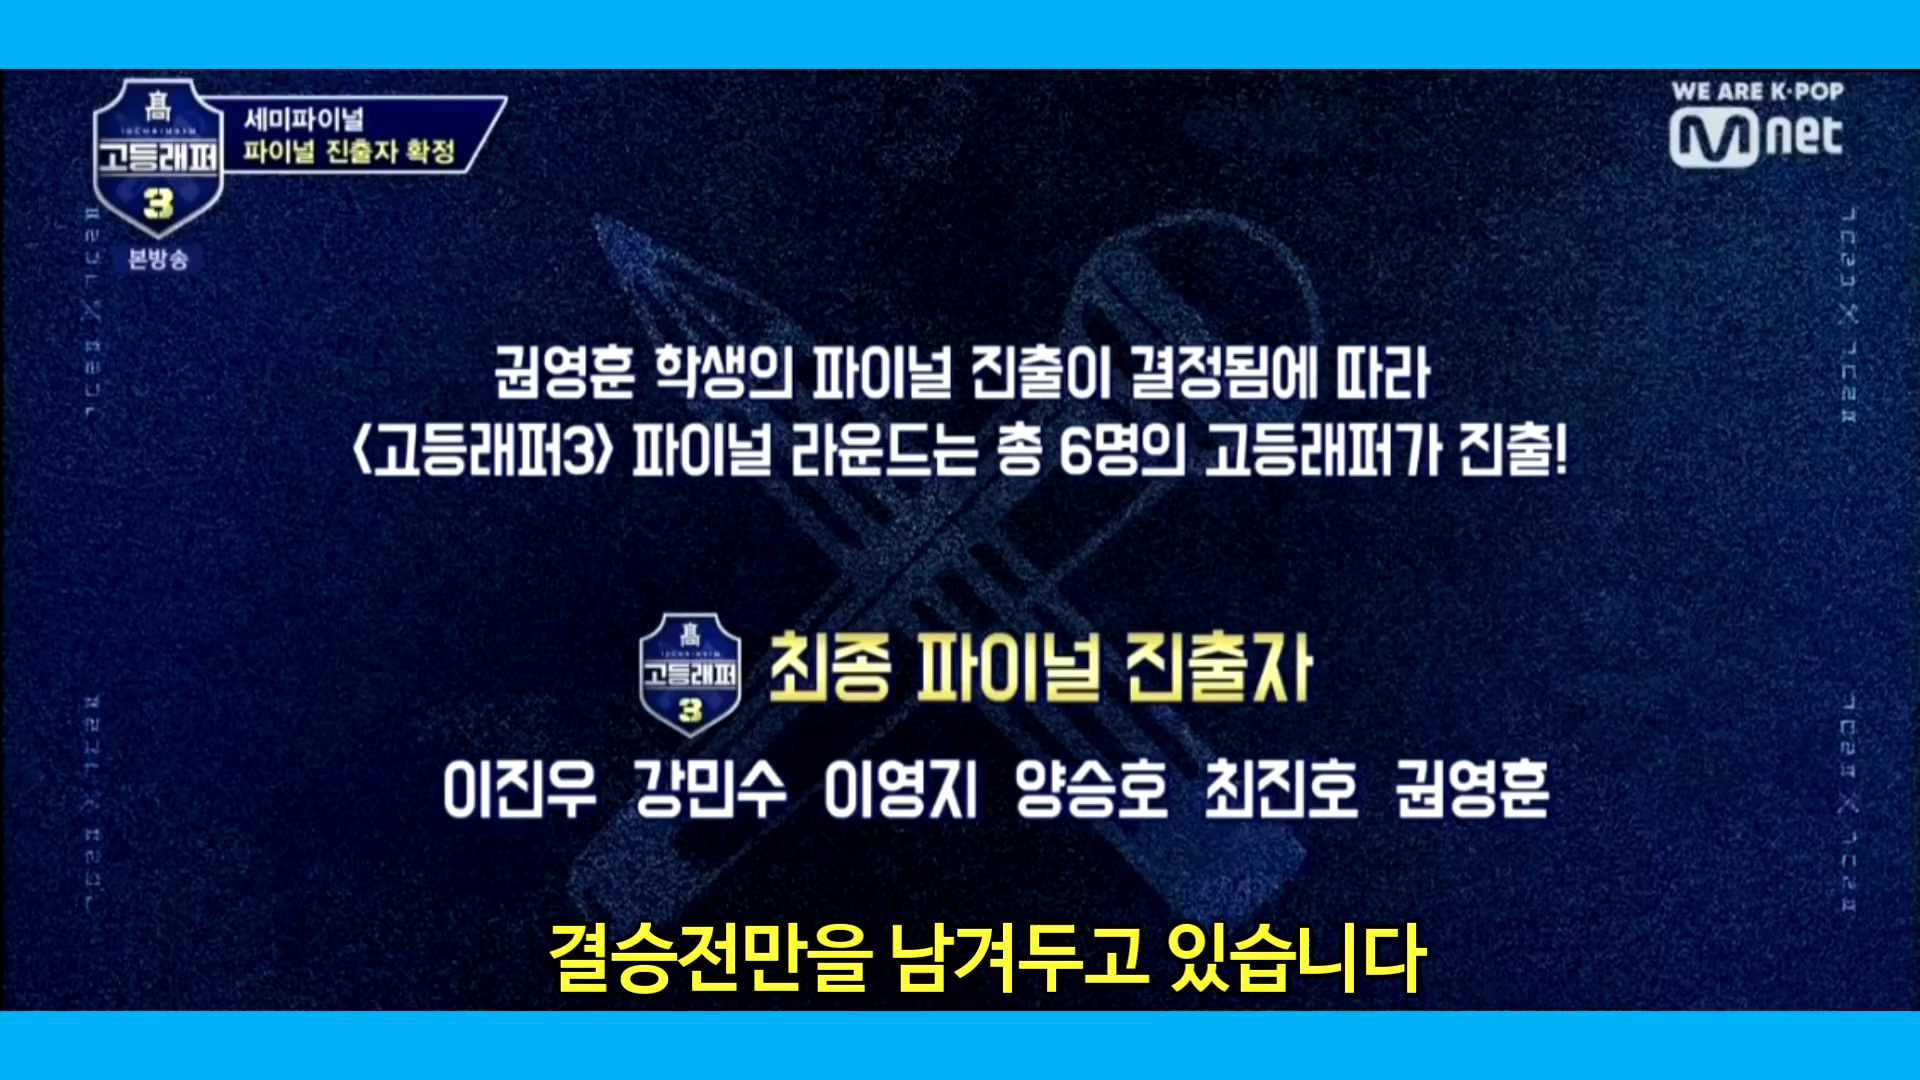 高
고등래퍼
3
세미파이널
파이널 진출자 확정
본방송
WE ARE K·POP
Mnet
권영훈 학생의 파이널 진출이 결정됨에 따라
<고등래퍼3> 파이널 라운드는 총 6명의 고등래퍼가 진출!
高
고등래퍼
3
최종 파이널 진출자
이진우 강민수 이영지 양승호 최진호 권영훈
결승전만을 남겨두고 있습니다